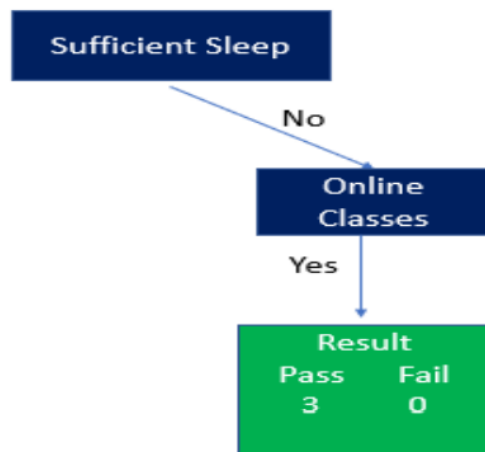 Sufficient Sleep
No
Online
Classes
Yes
Result
Pass Fail
3 0